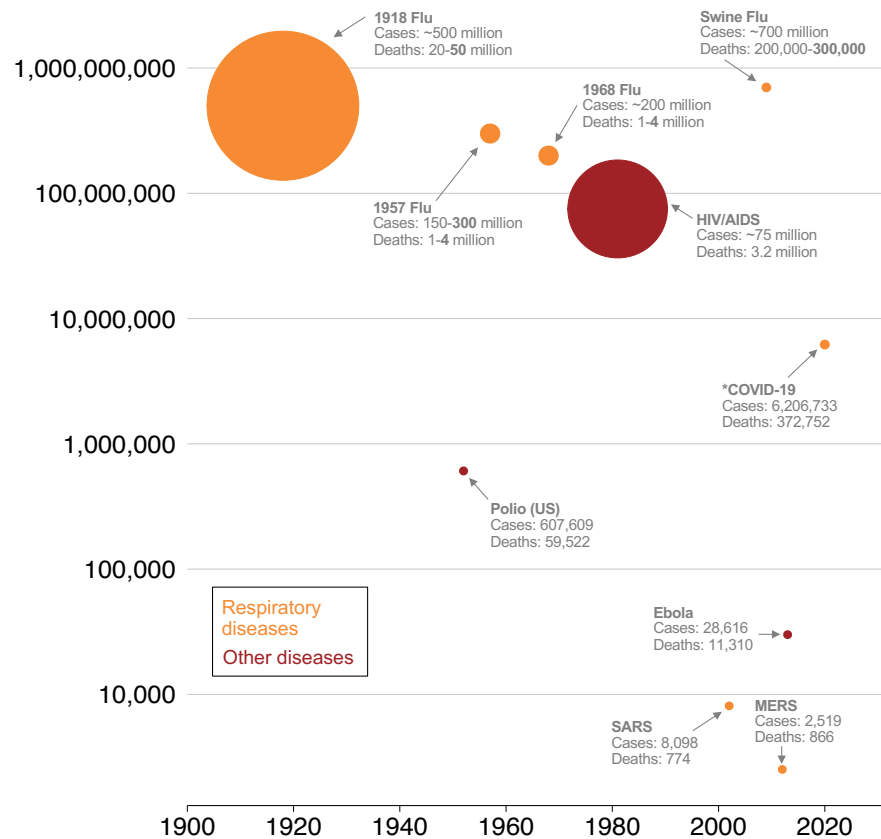 1918 Flu
Cases: ~500 million
Deaths: 20-50 million
Swine Flu
Cases: ~700 million
Deaths: 200,000-300,000
1,000,000,000
1968 Flu
Cases: ~200 million
Deaths: 1-4 million
100,000,000
1957 Flu
Cases: 150-300 million
Deaths: 1-4 million
HIV/AIDS
Cases: ~75 million
Deaths: 3.2 million
10,000,000
*COVID-19
Cases: 6,206,733
Deaths: 372,752
1,000,000
Polio (US)
Cases: 607,609
Deaths: 59,522
100,000
Respiratory
diseases
Other diseases
Ebola
Cases: 28,616
Deaths: 11,310
10,000
SARS
Cases: 8,098
Deaths: 774
MERS
Cases: 2,519
Deaths: 866
1900 1920 1940 1960 1980 2000 2020